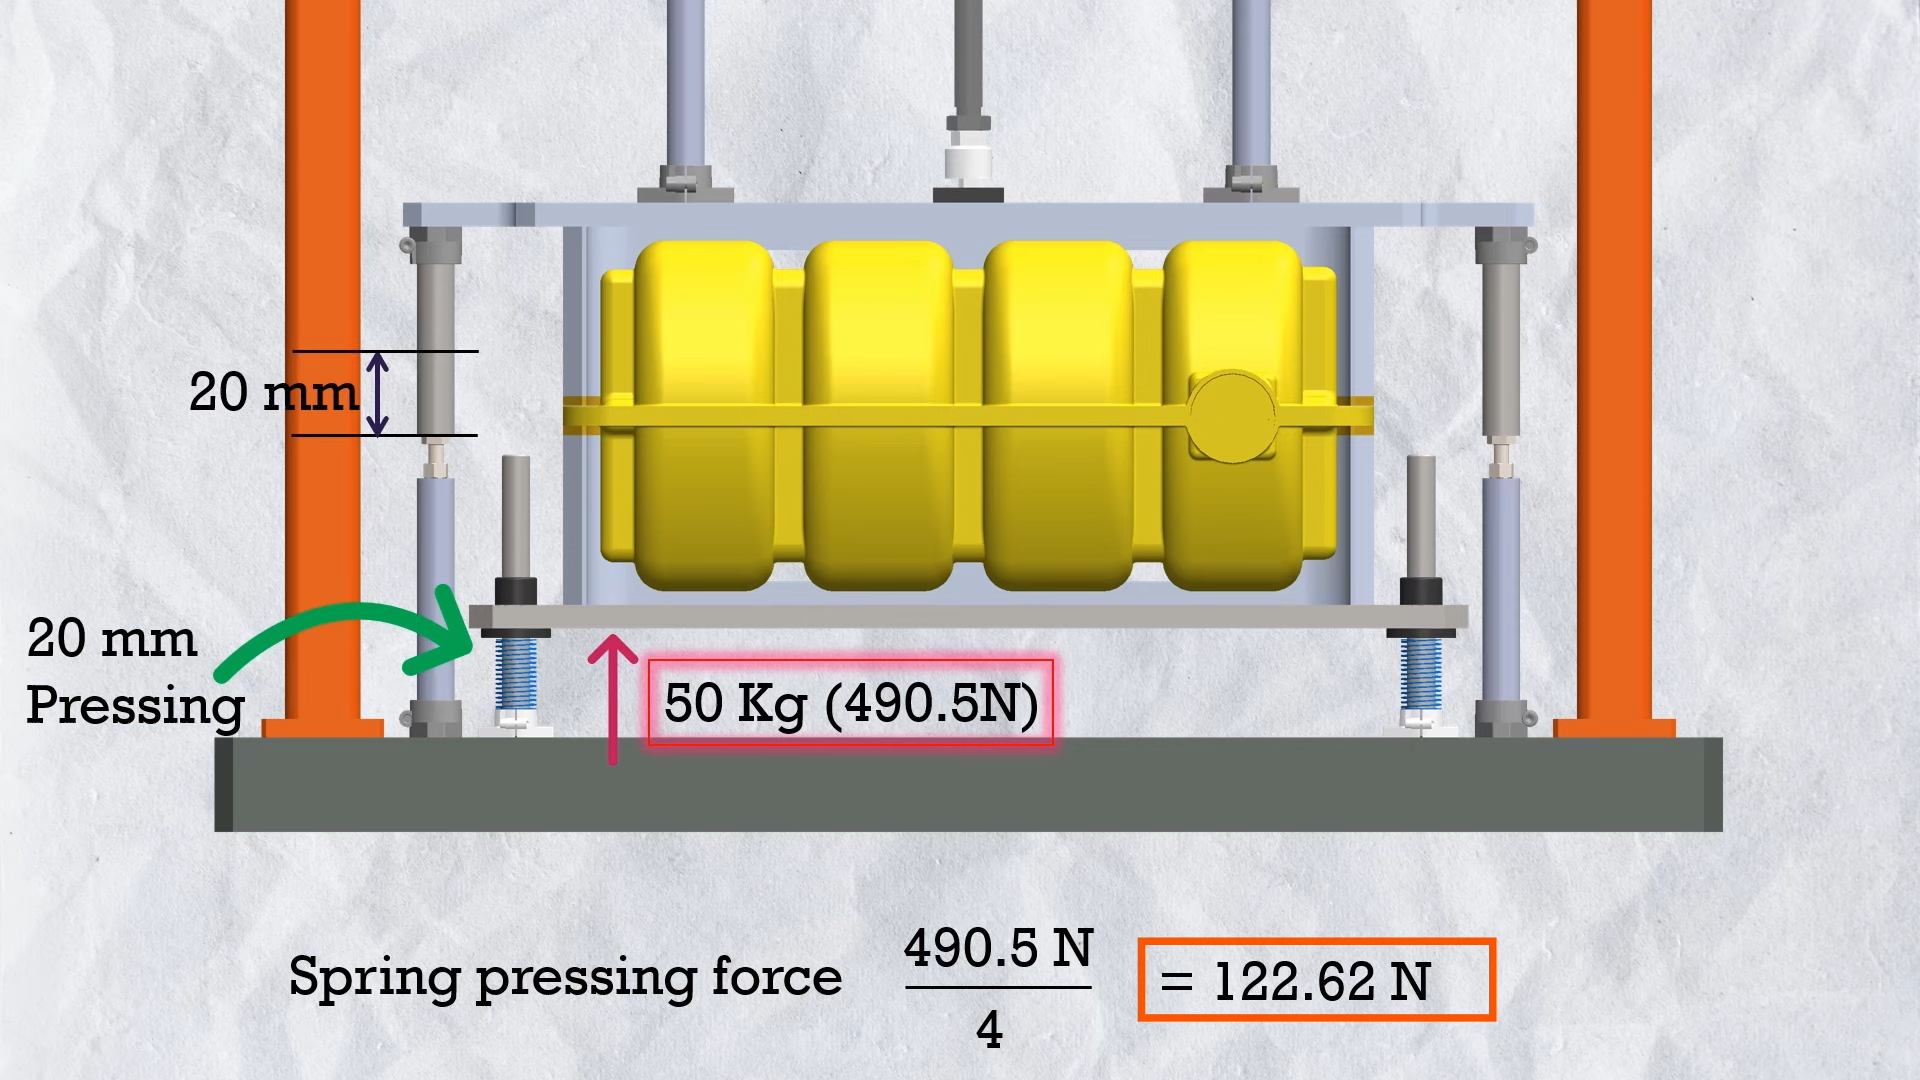 20 mm
20 mm
Pressing
50 Kg (490.5N)
Spring pressing force
490.5 N
4
= 122.62 N